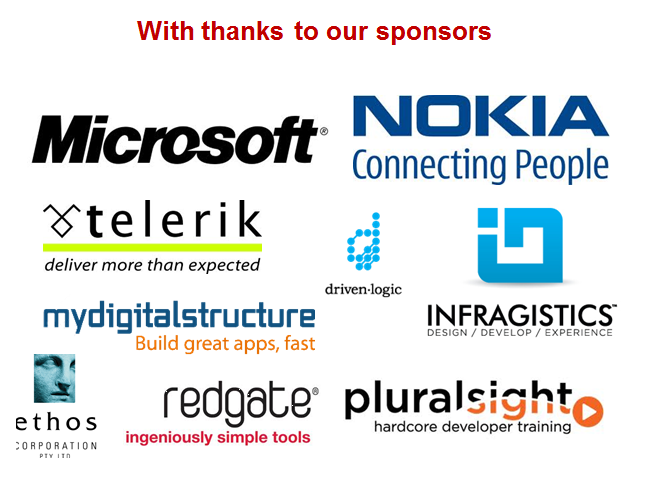 With thanks to our sponsors
Microsoft®
NOKIA
Connecting People
telerik
deliver more than expected
driven·logic
INFRAGISTICS™
DESIGN / DEVELOP / EXPERIENCE
mydigitalstructure
Build great apps, fast
ethos
CORPORATION
PTY LTD
redgate®
ingeniously simple tools
pluralsight
hardcore developer training